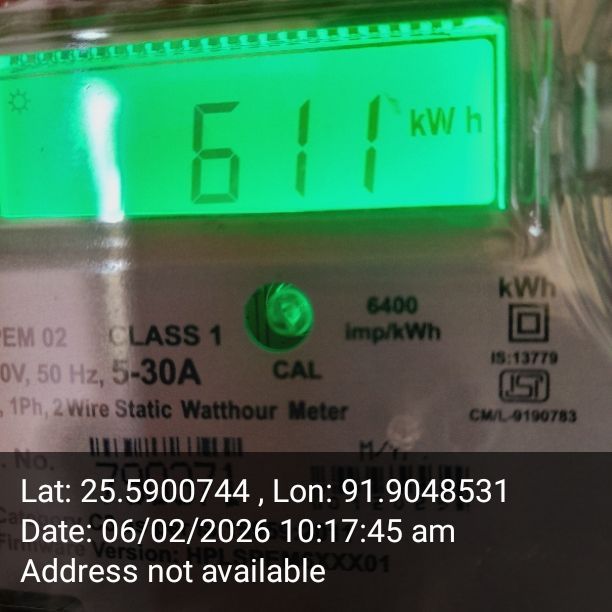 611 kWh
kWh
6400
imp/kWh
PEM 02 CLASS 1
0V, 50 Hz, 5-30A
CAL
IS:13779
ISI
CM/L-9190783
, 1Ph, 2 Wire Static Watthour Meter
. No.
Lat: 25.5900744 , Lon: 91.9048531
Date: 06/02/2026 10:17:45 am
Address not available